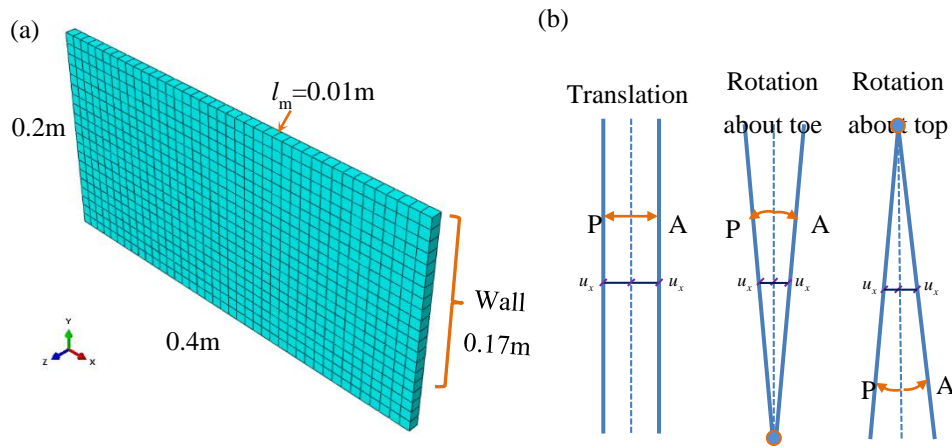 (a)
l_m=0.01m
0.2m
0.4m
Wall
0.17m
Y
Z
X
(b)
Translation
Rotation
about toe
Rotation
about top
P
A
P
A
u_x
u_x
u_x
u_x
u_x
u_x
P
A